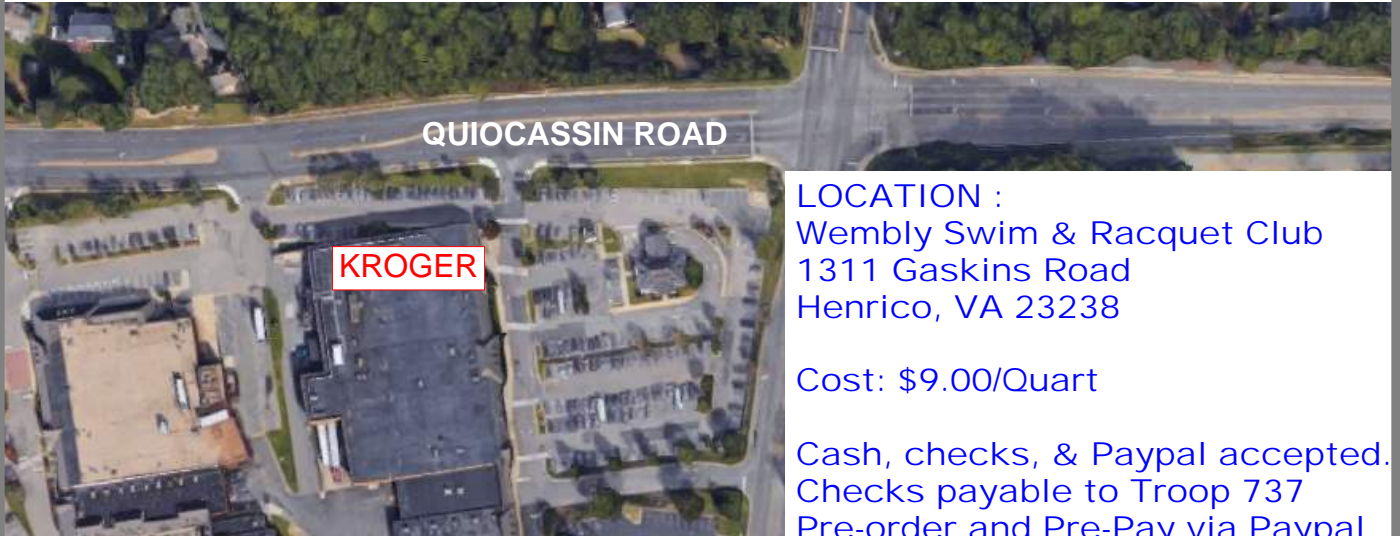 QUIOCASSIN ROAD
KROGER
LOCATION :
Wembly Swim & Racquet Club
1311 Gaskins Road
Henrico, VA 23238
Cost: $9.00/Quart
Cash, checks, & Paypal accepted.
Checks payable to Troop 737
Pre-order and Pre-Pay via Paypal